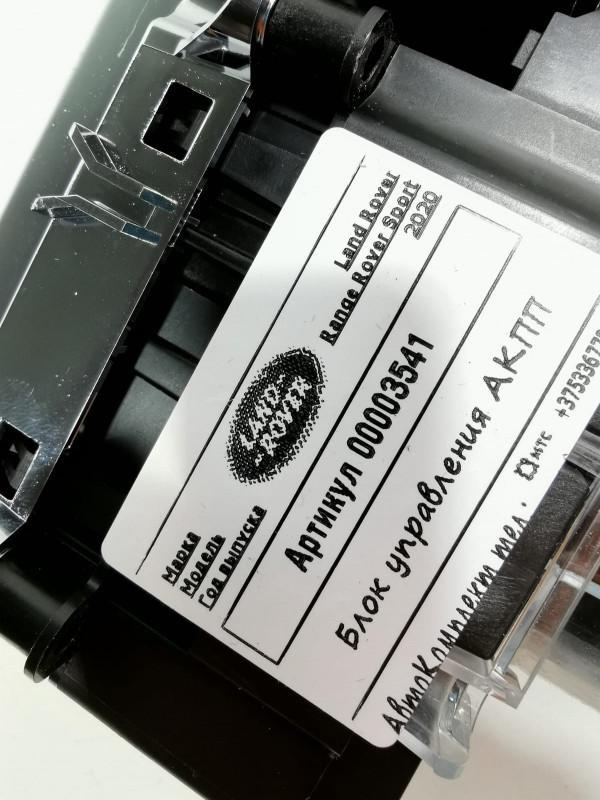 Марка Land Rover
Модель Range Rover Sport
Год выпуска 2020
LAND
ROVER
Артикул 00003541
Блок управления АКПП
АвтоКомплект тел. мтс